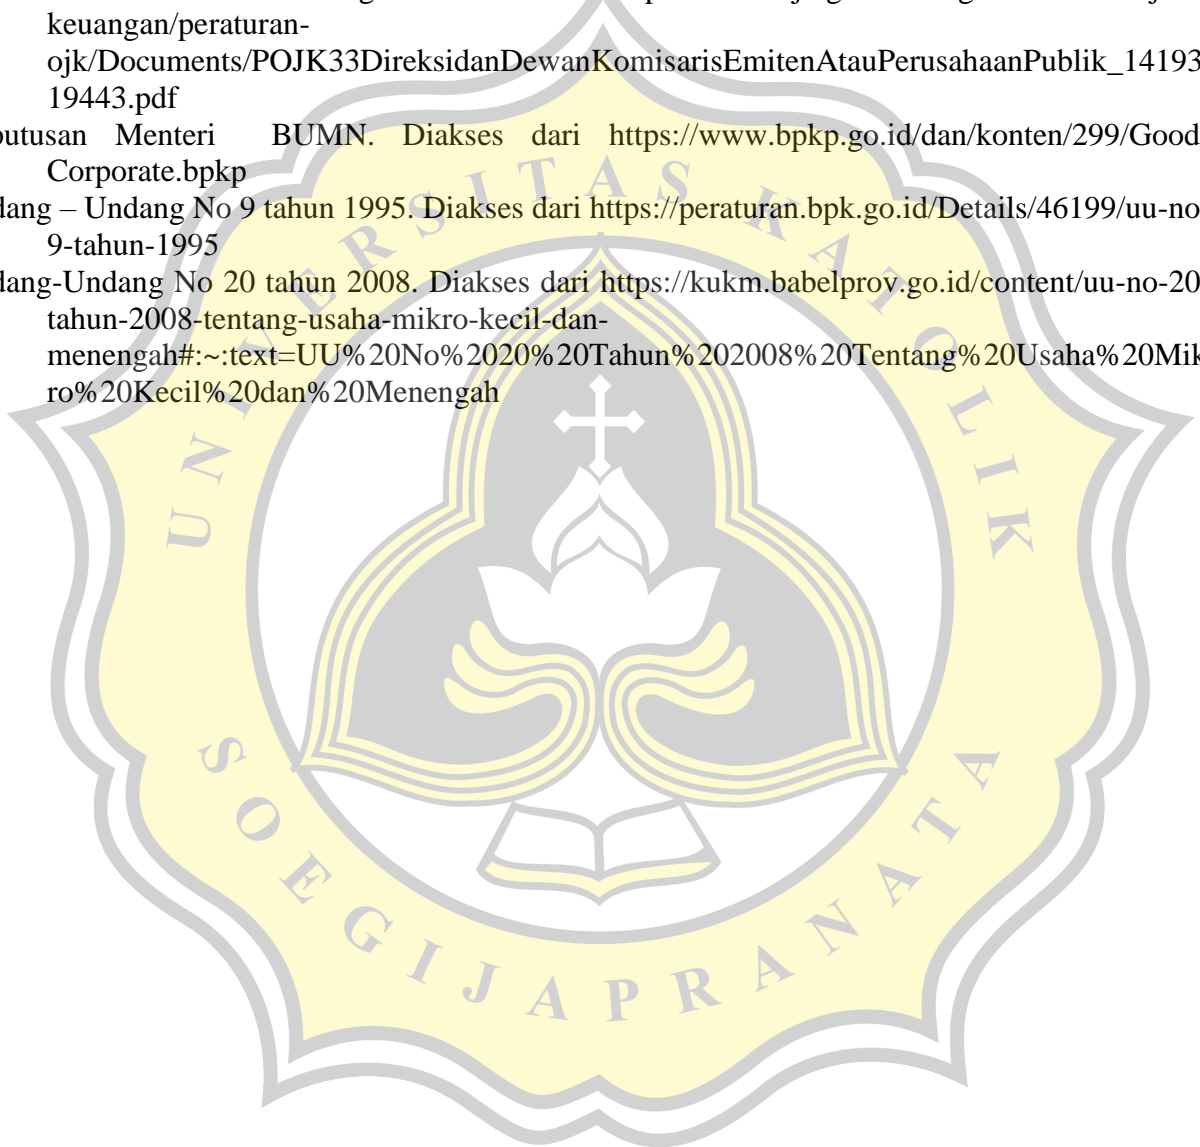 keuangan/peraturan-
ojk/Documents/POJK33DireksidanDewanKomisarisEmitenAtauPerusahaanPublik_14193
19443.pdf
putusan Menteri BUMN. Diakses dari https://www.bpkp.go.id/dan/konten/299/Good
Corporate.bpkp
dang – Undang No 9 tahun 1995. Diakses dari https://peraturan.bpk.go.id/Details/46199/uu-no
9-tahun-1995
dang-Undang No 20 tahun 2008. Diakses dari https://kukm.babelprov.go.id/content/uu-no-20
tahun-2008-tentang-usaha-mikro-kecil-dan-
menengah#:~:text=UU%20No%2020%20Tahun%202008%20Tentang%20Usaha%20Mik
ro%20Kecil%20dan%20Menengah
UNIVERSITAS KATOLIK
SOEGIJAPRANATA